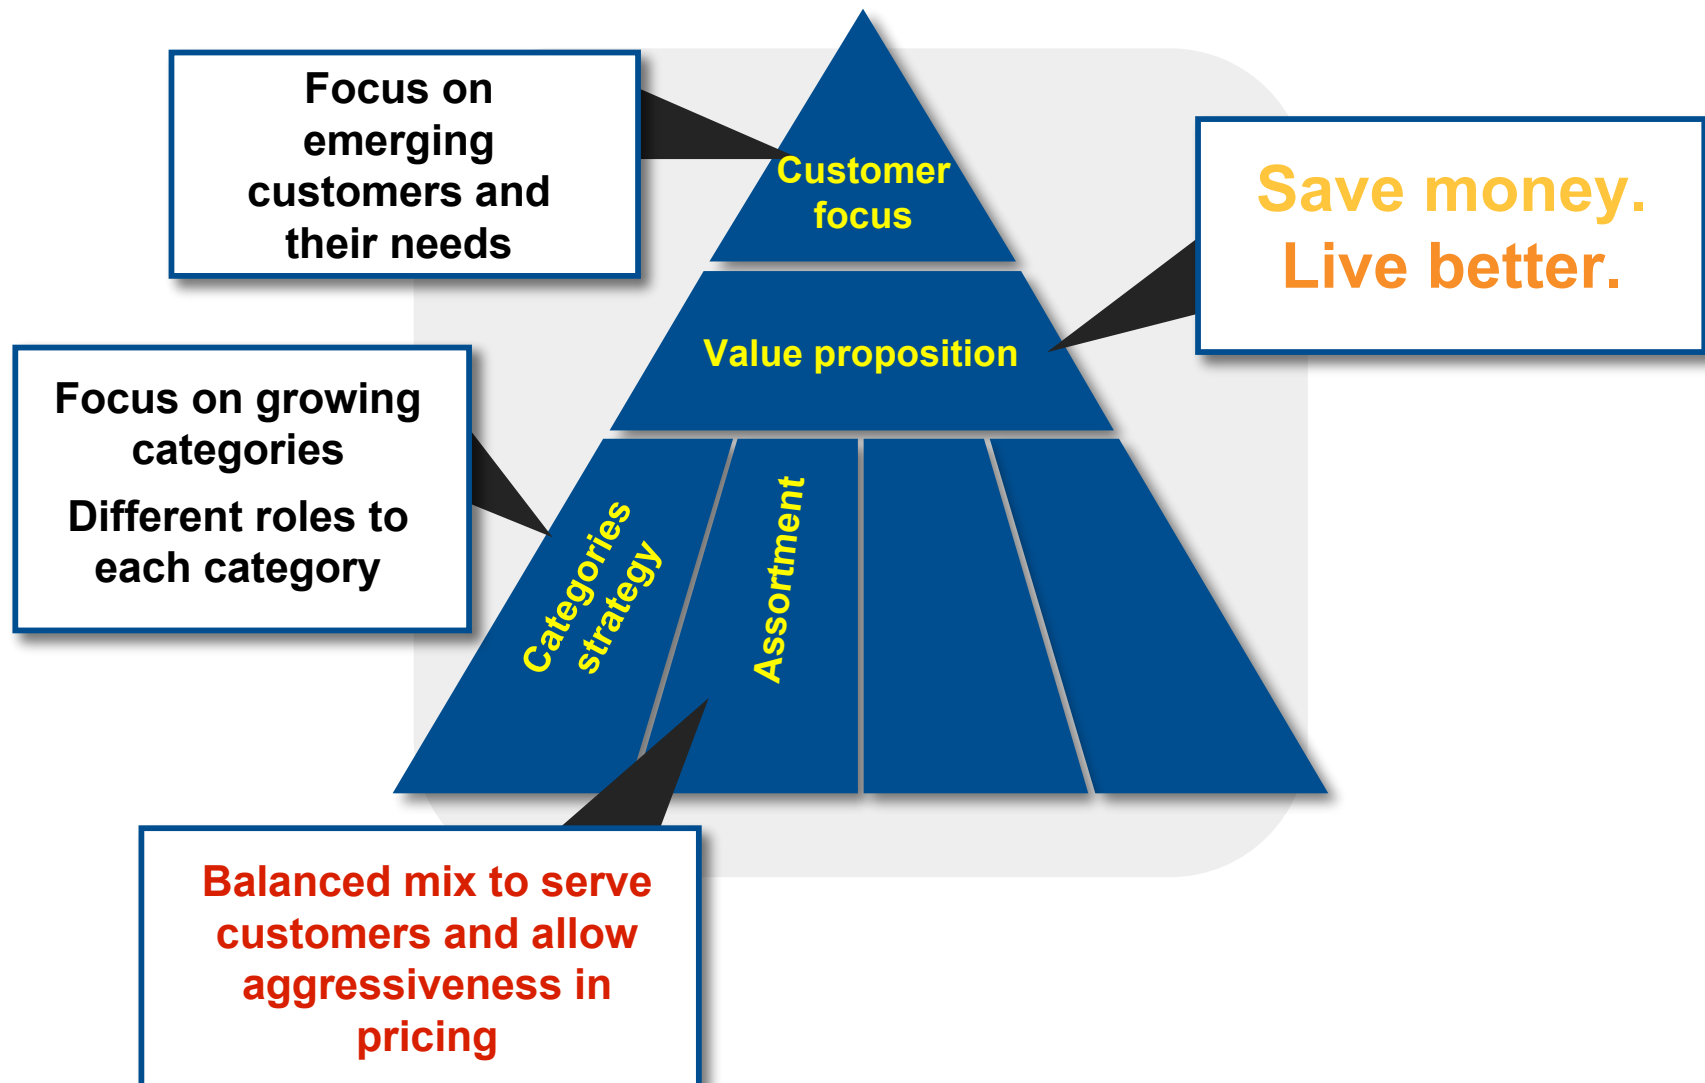 Focus on
emerging
customers and
their needs
Customer
focus
Save money.
Live better.
Value proposition
Focus on growing
categories
Different roles to
each category
Categories
strategy
Assortment
Balanced mix to serve
customers and allow
aggressiveness in
pricing